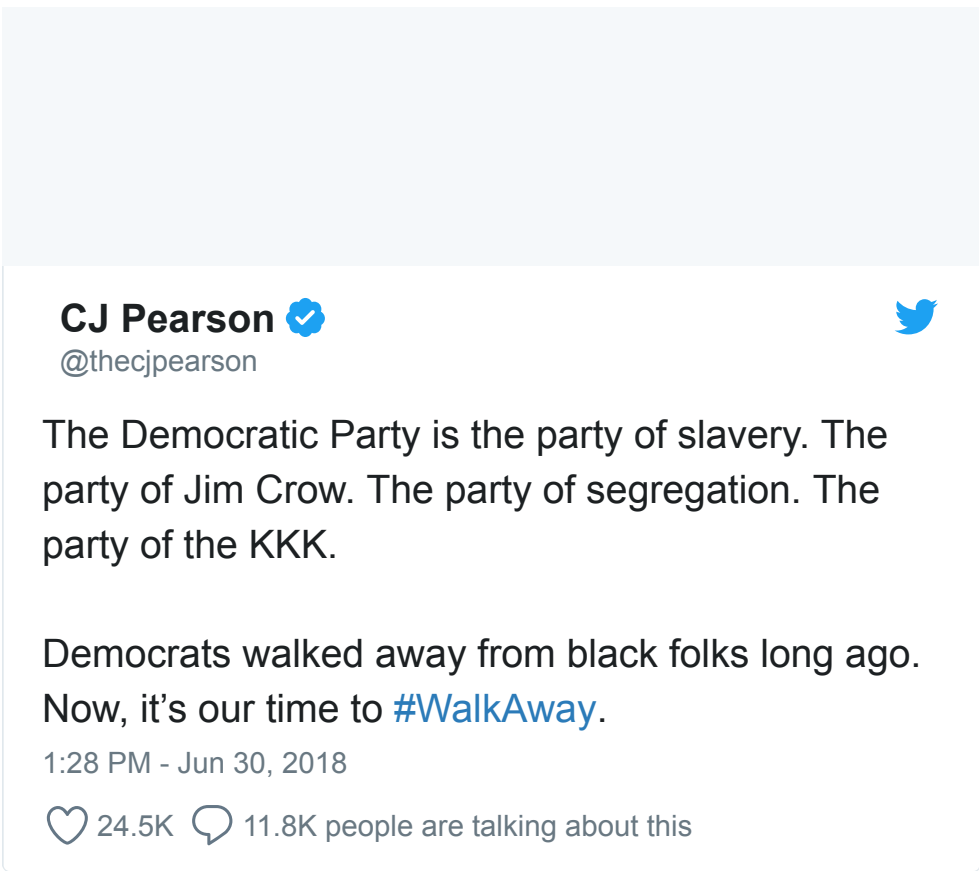 CJ Pearson
@thecjpearson
The Democratic Party is the party of slavery. The
party of Jim Crow. The party of segregation. The
party of the KKK.
Democrats walked away from black folks long ago.
Now, it’s our time to #WalkAway.
1:28 PM - Jun 30, 2018
24.5K 11.8K people are talking about this